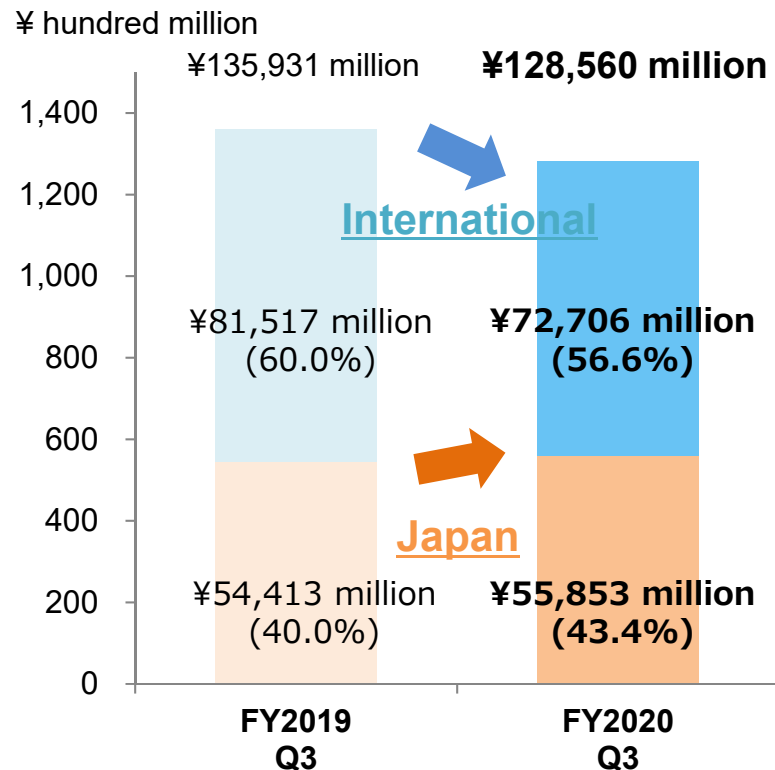 ¥ hundred million
¥135,931 million
¥128,560 million
1,400
1,200
1,000
800
600
400
200
0
International
¥81,517 million
(60.0%)
¥72,706 million
(56.6%)
Japan
¥54,413 million
(40.0%)
¥55,853 million
(43.4%)
FY2019
Q3
FY2020
Q3